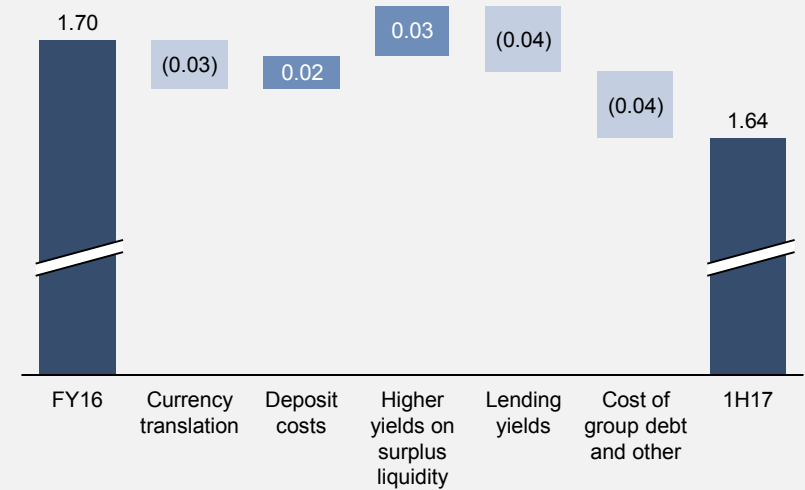 1.70
(0.03)
0.02
0.03
(0.04)
(0.04)
1.64
FY16
Currency
translation
Deposit
costs
Higher
yields on
surplus
liquidity
Lending
yields
Cost of
group debt
and other
1H17